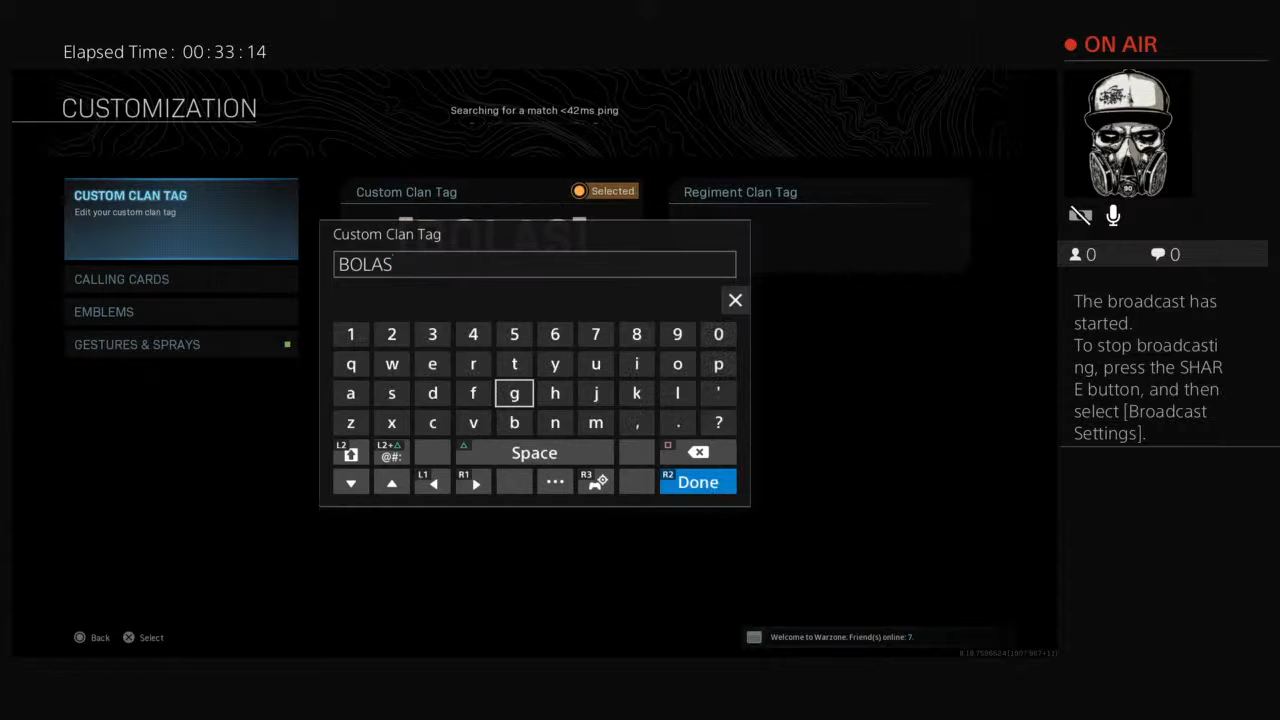 Elapsed Time: 00:33:14
ON AIR
CUSTOMIZATION
Searching for a match <42ms ping
CUSTOM CLAN TAG
Edit your custom clan tag
Custom Clan Tag
Selected
Regiment Clan Tag
Custom Clan Tag
BOLAS
CALLING CARDS
EMBLEMS
GESTURES & SPRAYS
1 2 3 4 5 6 7 8 9 0
q w e r t y u i o p
a s d f g h j k l '
z x c v b n m , . ?
L2 L2+△ @#: △ Space
L1 R1 ... R3 R2 Done
90
0 0
The broadcast has
started.
To stop broadcasti
ng, press the SHAR
E button, and then
select [Broadcast
Settings].
Back Select
Welcome to Warzone. Friend(s) online: 7.